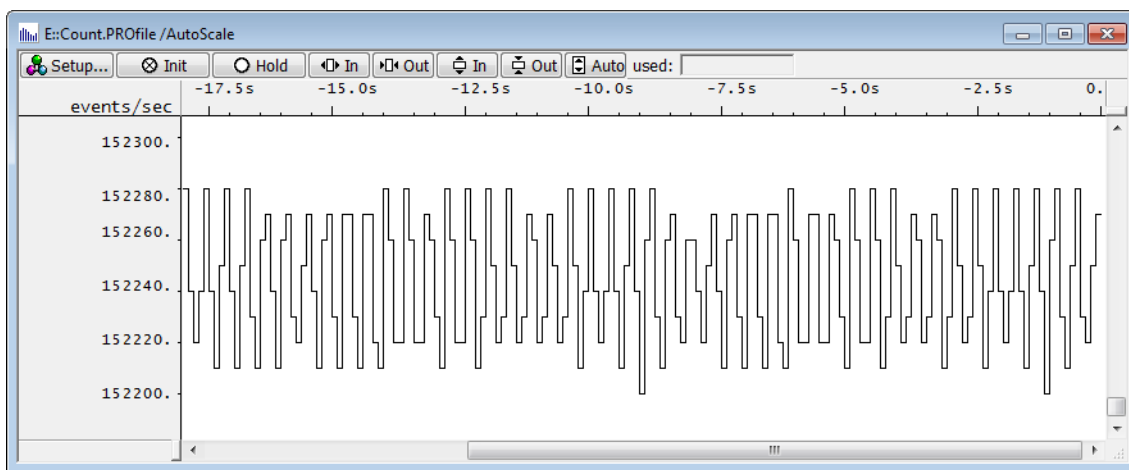 E::Count.PROfile /AutoScale
Setup... Init Hold In Out In Out Auto used:
-17.5s -15.0s -12.5s -10.0s -7.5s -5.0s -2.5s 0.
events/sec
152300.
152280.
152260.
152240.
152220.
152200.